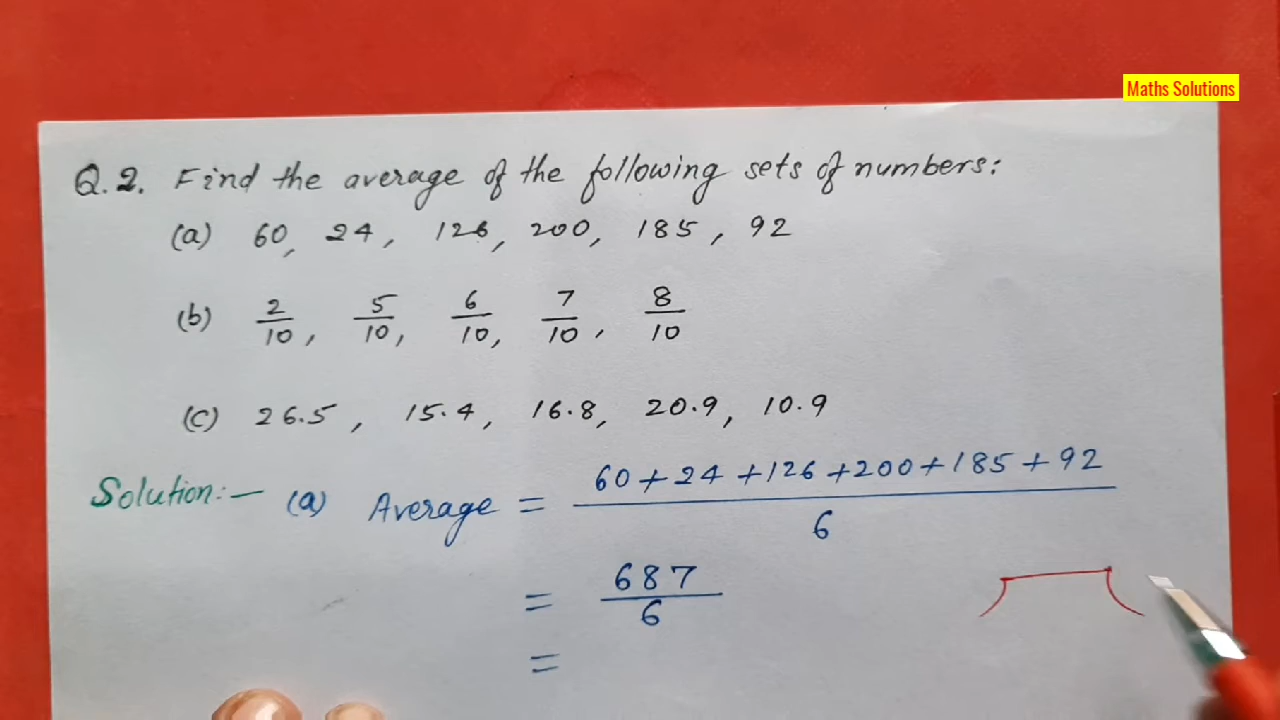 Maths Solutions
Q.2. Find the average of the following sets of numbers:
(a) 60, 24, 126, 200, 185, 92
(b) 2/10, 5/10, 6/10, 7/10, 8/10
(c) 26.5, 15.4, 16.8, 20.9, 10.9
Solution:- (a) Average = 60+24+126+200+185+92 / 6
= 687/6
=